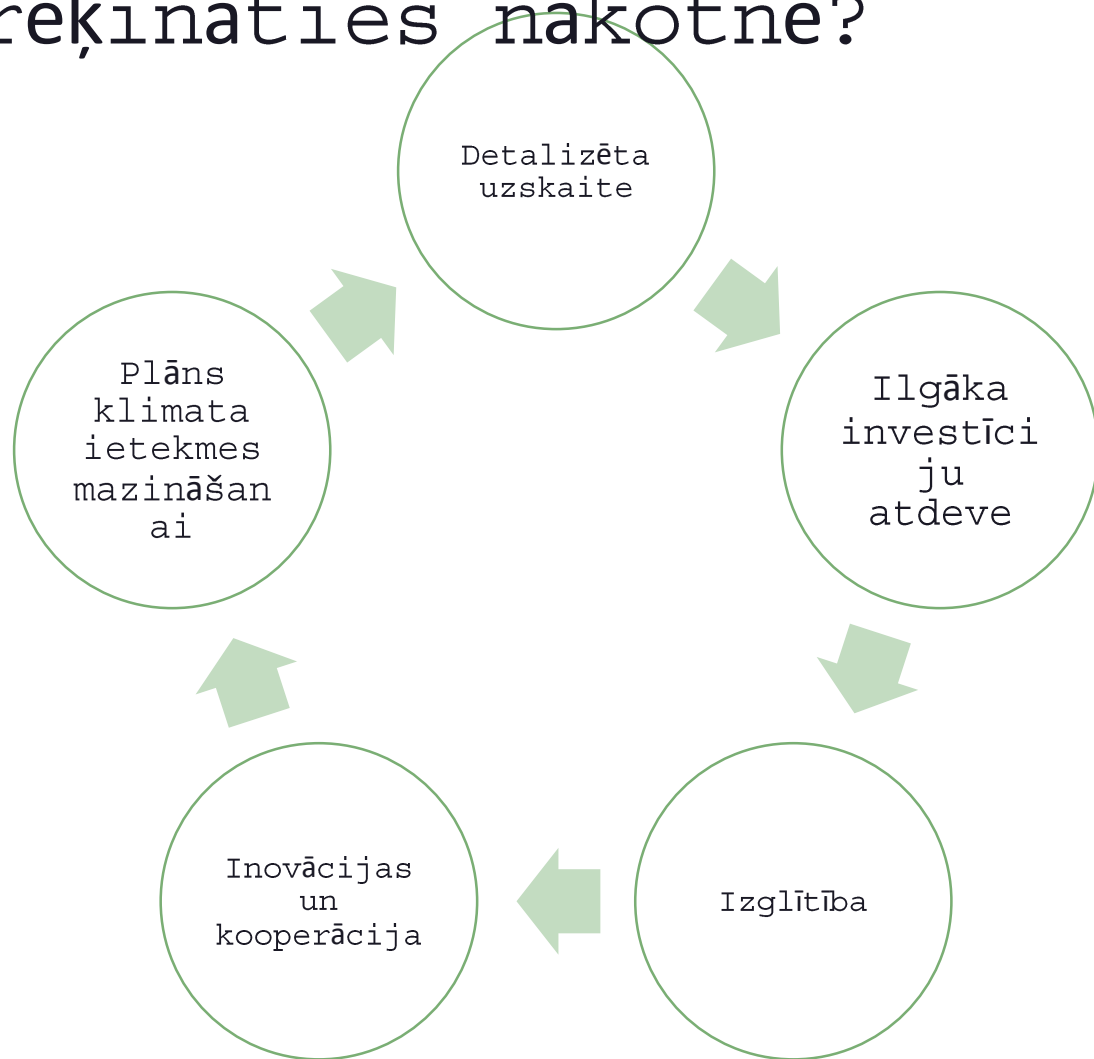 rēķināties nākotnē?
Detalizēta
uzskaite
Ilgāka
investīci
ju
atdeve
Izglītība
Inovācijas
un
kooperācija
Plāns
klimata
ietekmes
mazināšan
ai